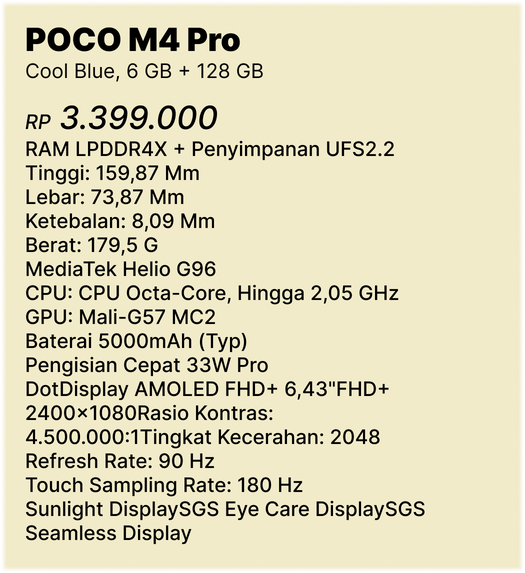 POCO M4 Pro
Cool Blue, 6 GB + 128 GB
RP 3.399.000
RAM LPDDR4X + Penyimpanan UFS2.2
Tinggi: 159,87 Mm
Lebar: 73,87 Mm
Ketebalan: 8,09 Mm
Berat: 179,5 G
MediaTek Helio G96
CPU: CPU Octa-Core, Hingga 2,05 GHz
GPU: Mali-G57 MC2
Baterai 5000mAh (Typ)
Pengisian Cepat 33W Pro
DotDisplay AMOLED FHD+ 6,43"FHD+
2400×1080Rasio Kontras:
4.500.000:1Tingkat Kecerahan: 2048
Refresh Rate: 90 Hz
Touch Sampling Rate: 180 Hz
Sunlight DisplaySGS Eye Care DisplaySGS
Seamless Display